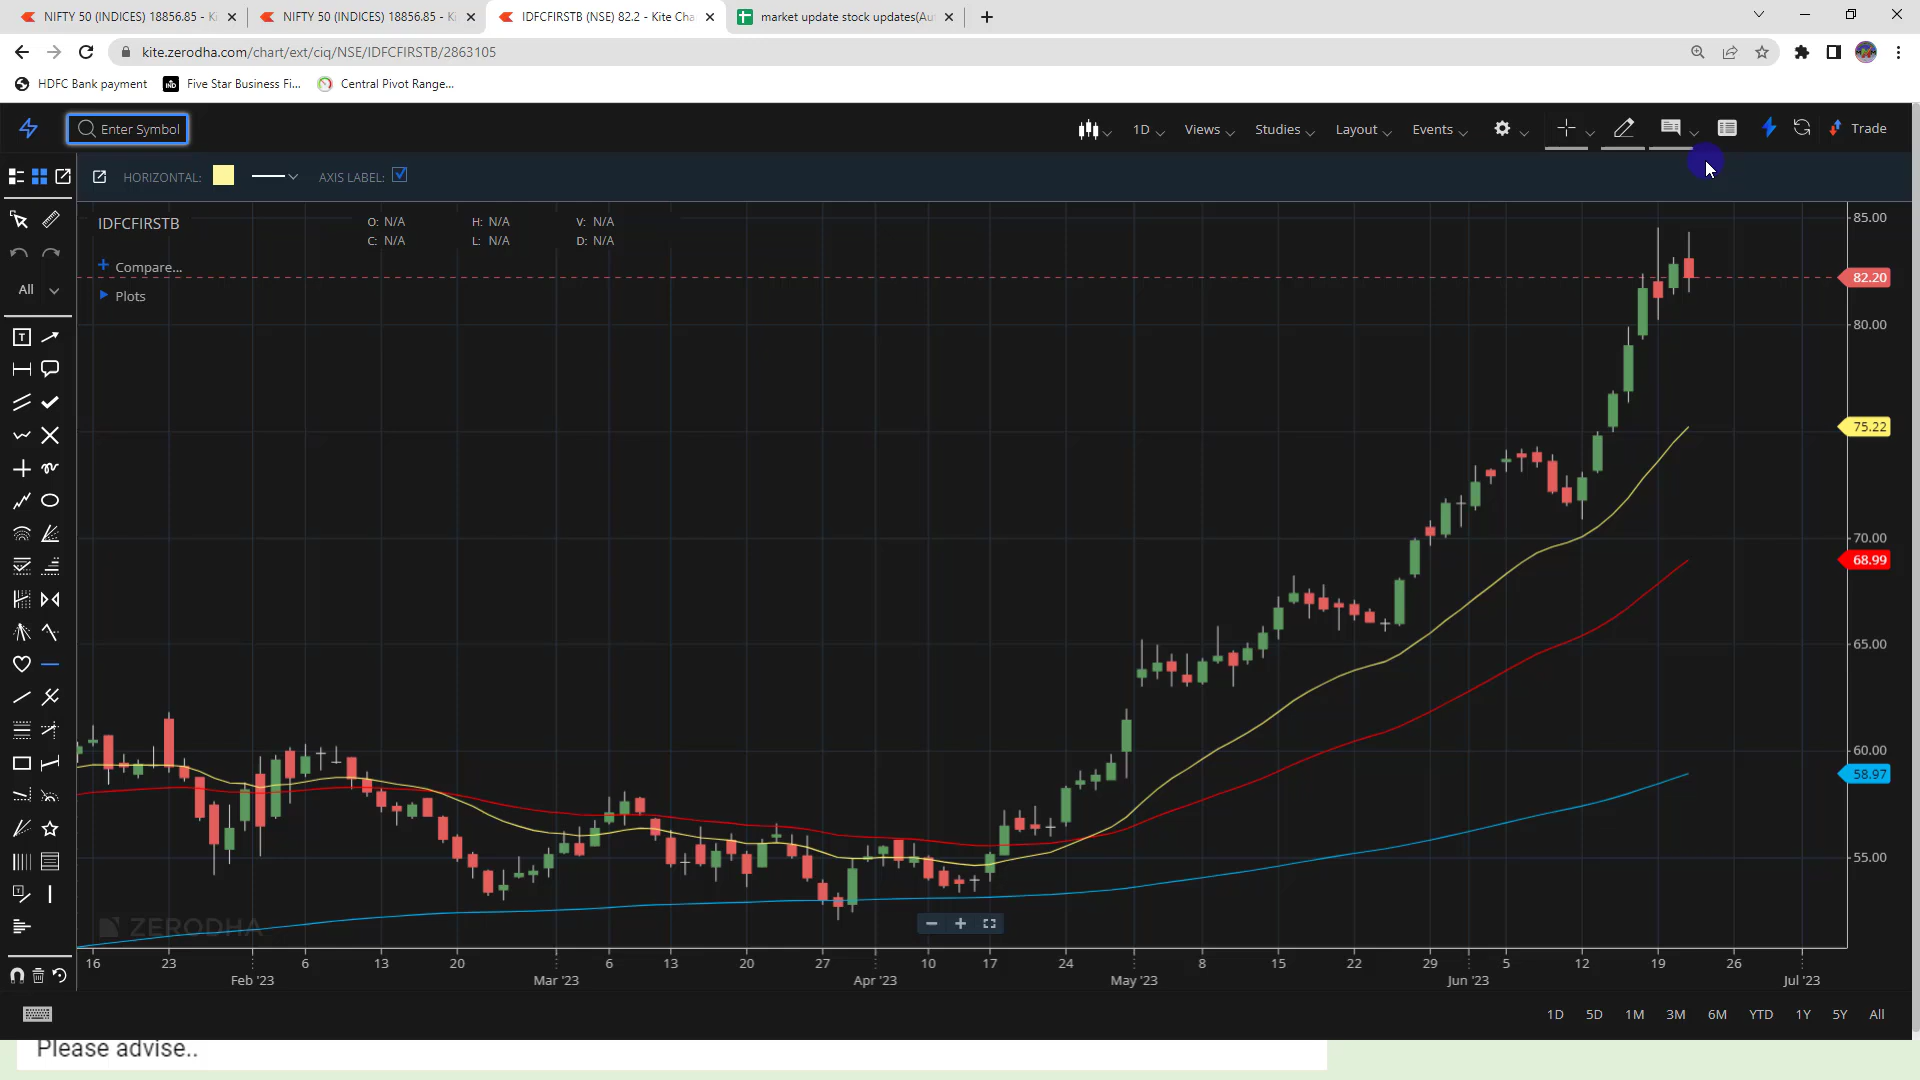 NIFTY 50 (INDICES) 18856.85 - Ki
NIFTY 50 (INDICES) 18856.85 - Ki
IDFCFIRSTB (NSE) 82.2 - Kite Cha
market update stock updates(Au
kite.zerodha.com/chart/ext/ciq/NSE/IDFCFIRSTB/2863105
HDFC Bank payment
Five Star Business Fi...
Central Pivot Range...
Enter Symbol
1D
Views
Studies
Layout
Events
Trade
HORIZONTAL:
AXIS LABEL:
IDFCFIRSTB
O: N/A H: N/A V: N/A
C: N/A L: N/A D: N/A
Compare...
Plots
All
85.00
82.20
80.00
75.22
70.00
68.99
65.00
60.00
58.97
55.00
ZERODHA
16 23 6 13 20 6 13 20 27 10 17 24 8 15 22 29 5 12 19 26
Feb '23 Mar '23 Apr '23 May '23 Jun '23 Jul '23
1D 5D 1M 3M 6M YTD 1Y 5Y All
Please advise..